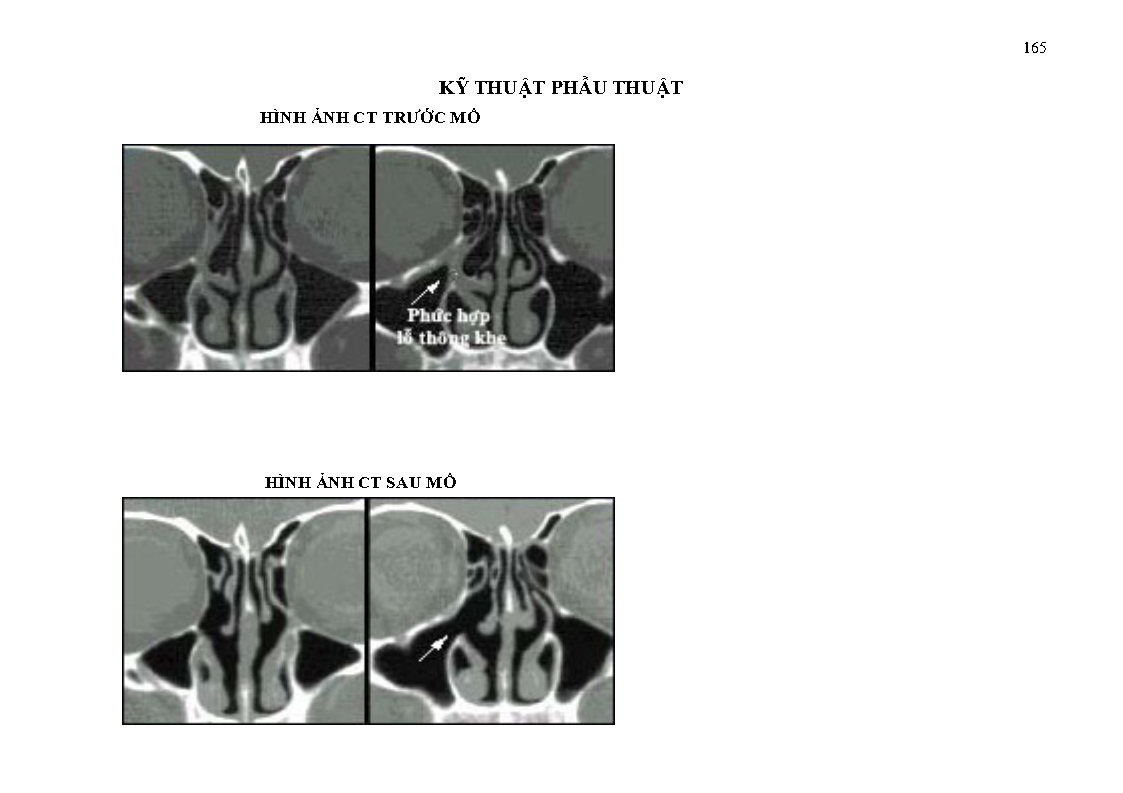 165
KỸ THUẬT PHẪU THUẬT
HÌNH ẢNH CT TRƯỚC MỔ
Phức hợp
lỗ thông khe
HÌNH ẢNH CT SAU MỔ